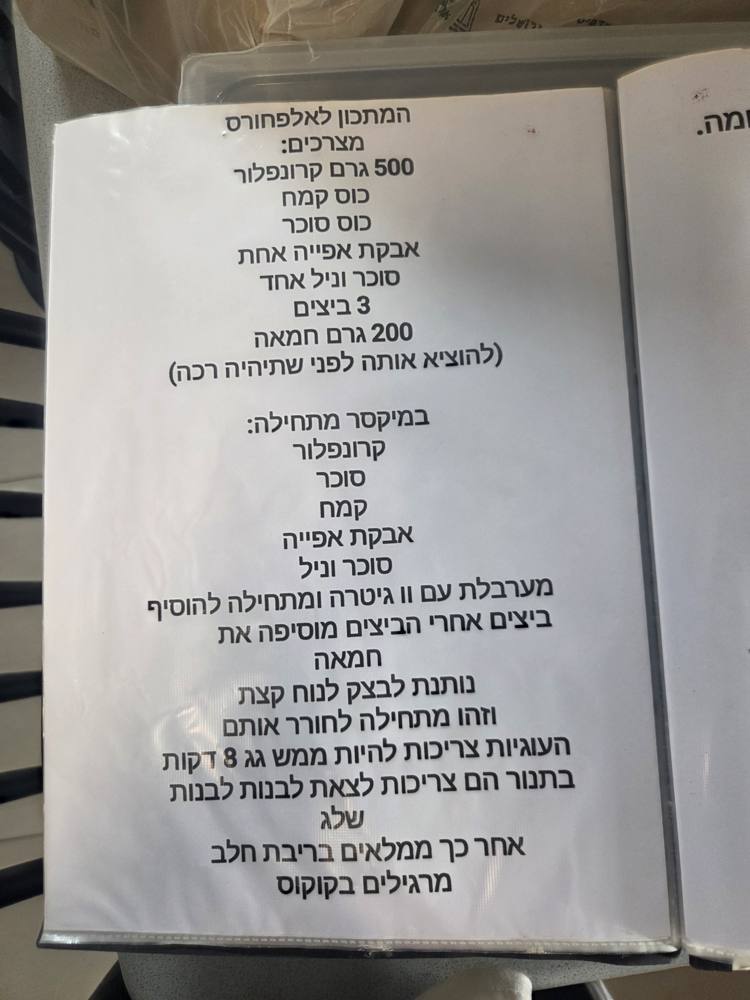 המתכון לאלפחורס
מצרכים:
500 גרם קרונפלור
כוס קמח
כוס סוכר
אבקת אפייה אחת
סוכר וניל אחד
3 ביצים
200 גרם חמאה
(להוציא אותה לפני שתיהיה רכה)
במיקסר מתחילה:
קרונפלור
סוכר
קמח
אבקת אפייה
סוכר וניל
מערבלת עם וו גיטרה ומתחילה להוסיף
ביצים אחרי הביצים מוסיפה את
חמאה
נותנת לבצק לנוח קצת
וזהו מתחילה לחורר אותם
העוגיות צריכות להיות ממש גג 8 דקות
בתנור הם צריכות לצאת לבנות לבנות
שלג
אחר כך ממלאים בריבת חלב
מרגילים בקוקוס